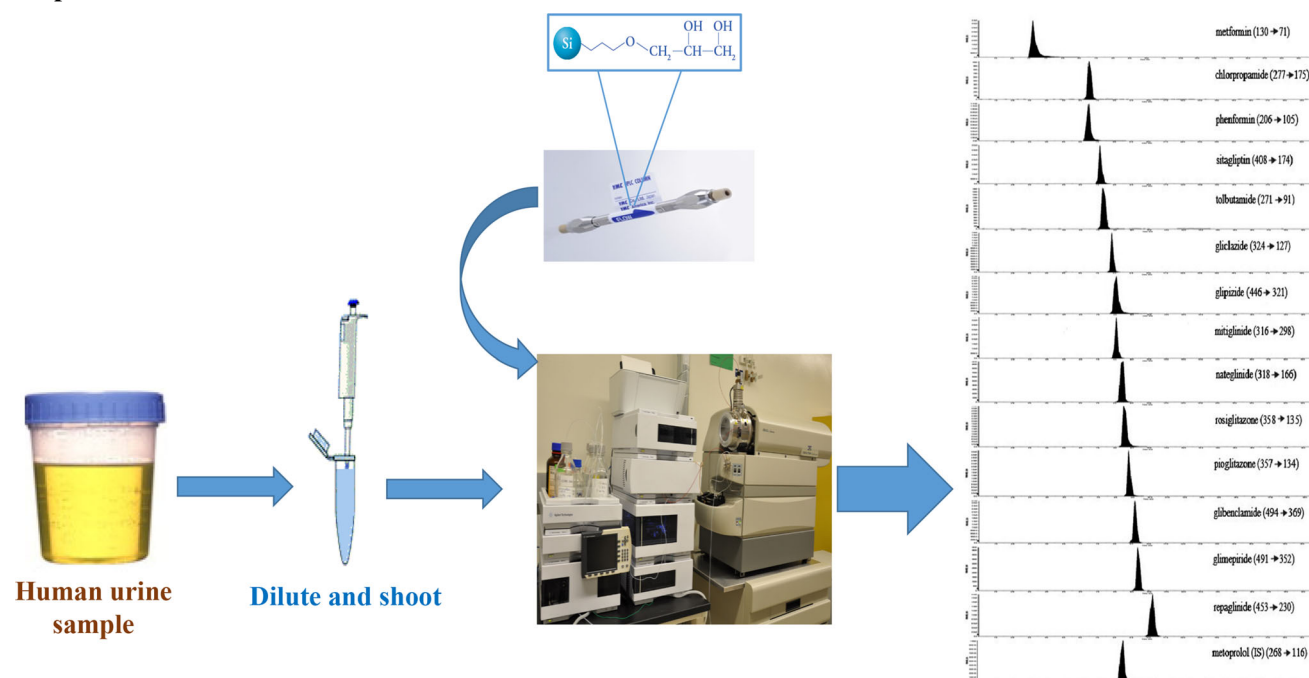 OH OH
Si
O
CH2—CH—CH2
YMC PLC COLUMN
metformin (130→71)
chlorpropamide (277→175)
phenformin (206→105)
sitagliptin (408→174)
tolbutamide (271→91)
gliclazide (324→127)
glipizide (446→321)
mitiglinide (316→298)
nateglinide (318→166)
rosiglitazone (358→135)
pioglitazone (357→134)
glibenclamide (494→369)
glimepiride (491→352)
repaglinide (453→230)
metoprolol (IS) (268→116)
Human urine
sample
Dilute and shoot